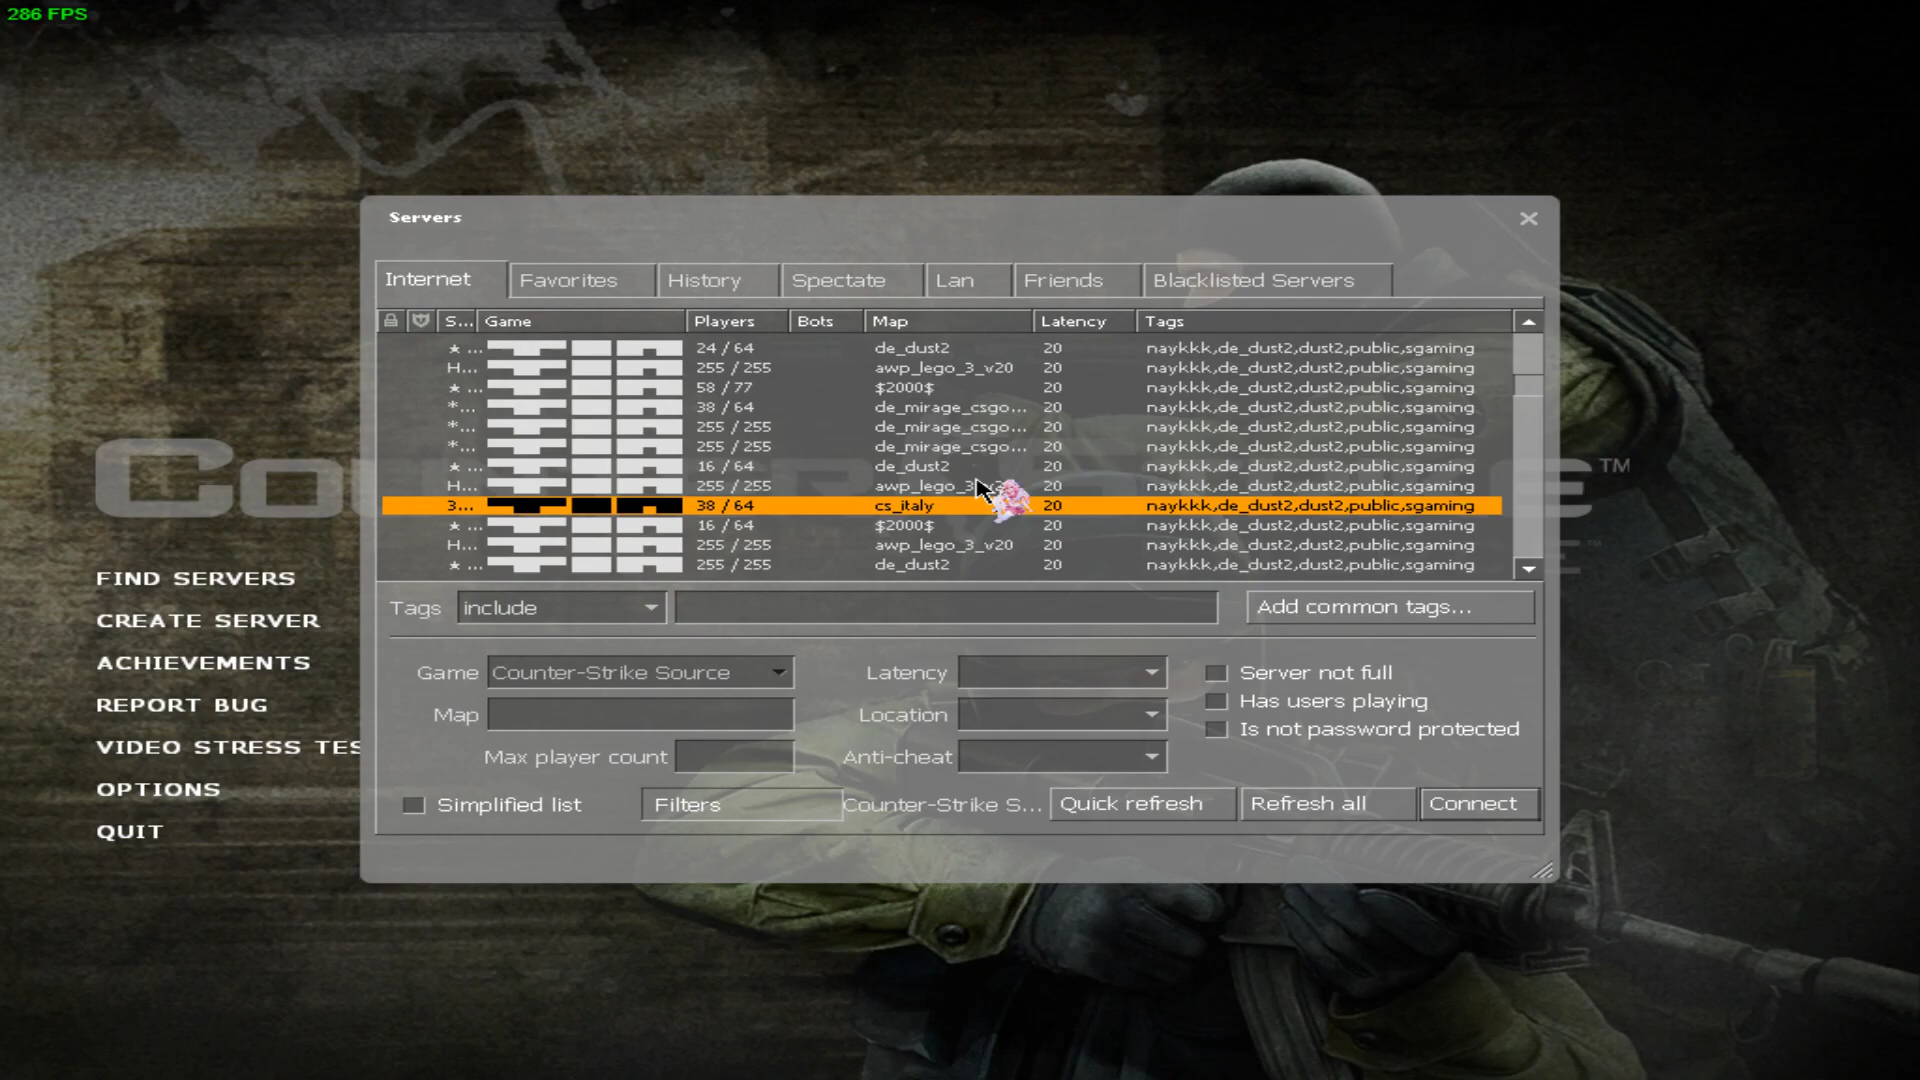 286 FPS
Servers
Internet Favorites History Spectate Lan Friends Blacklisted Servers
S... Game Players Bots Map Latency Tags
★ ... 24 / 64 de_dust2 20 naykkk,de_dust2,dust2,public,sgaming
H... 255 / 255 awp_lego_3_v20 20 naykkk,de_dust2,dust2,public,sgaming
★ ... 58 / 77 $2000$ 20 naykkk,de_dust2,dust2,public,sgaming
*... 38 / 64 de_mirage_csgo... 20 naykkk,de_dust2,dust2,public,sgaming
*... 255 / 255 de_mirage_csgo... 20 naykkk,de_dust2,dust2,public,sgaming
*... 255 / 255 de_mirage_csgo... 20 naykkk,de_dust2,dust2,public,sgaming
★ ... 16 / 64 de_dust2 20 naykkk,de_dust2,dust2,public,sgaming
H... 255 / 255 20 naykkk,de_dust2,dust2,public,sgaming
3... 38 / 64 cs_italy 20 naykkk,de_dust2,dust2,public,sgaming
★ ... 16 / 64 $2000$ 20 naykkk,de_dust2,dust2,public,sgaming
H... 255 / 255 awp_lego_3_v20 20 naykkk,de_dust2,dust2,public,sgaming
★ ... 255 / 255 de_dust2 20 naykkk,de_dust2,dust2,public,sgaming
Tags include Add common tags...
Game Counter-Strike Source Latency Server not full
Map Location Has users playing
Is not password protected
Max player count Anti-cheat
Simplified list Filters Counter-Strike S... Quick refresh Refresh all Connect
FIND SERVERS
CREATE SERVER
ACHIEVEMENTS
REPORT BUG
VIDEO STRESS TES
OPTIONS
QUIT